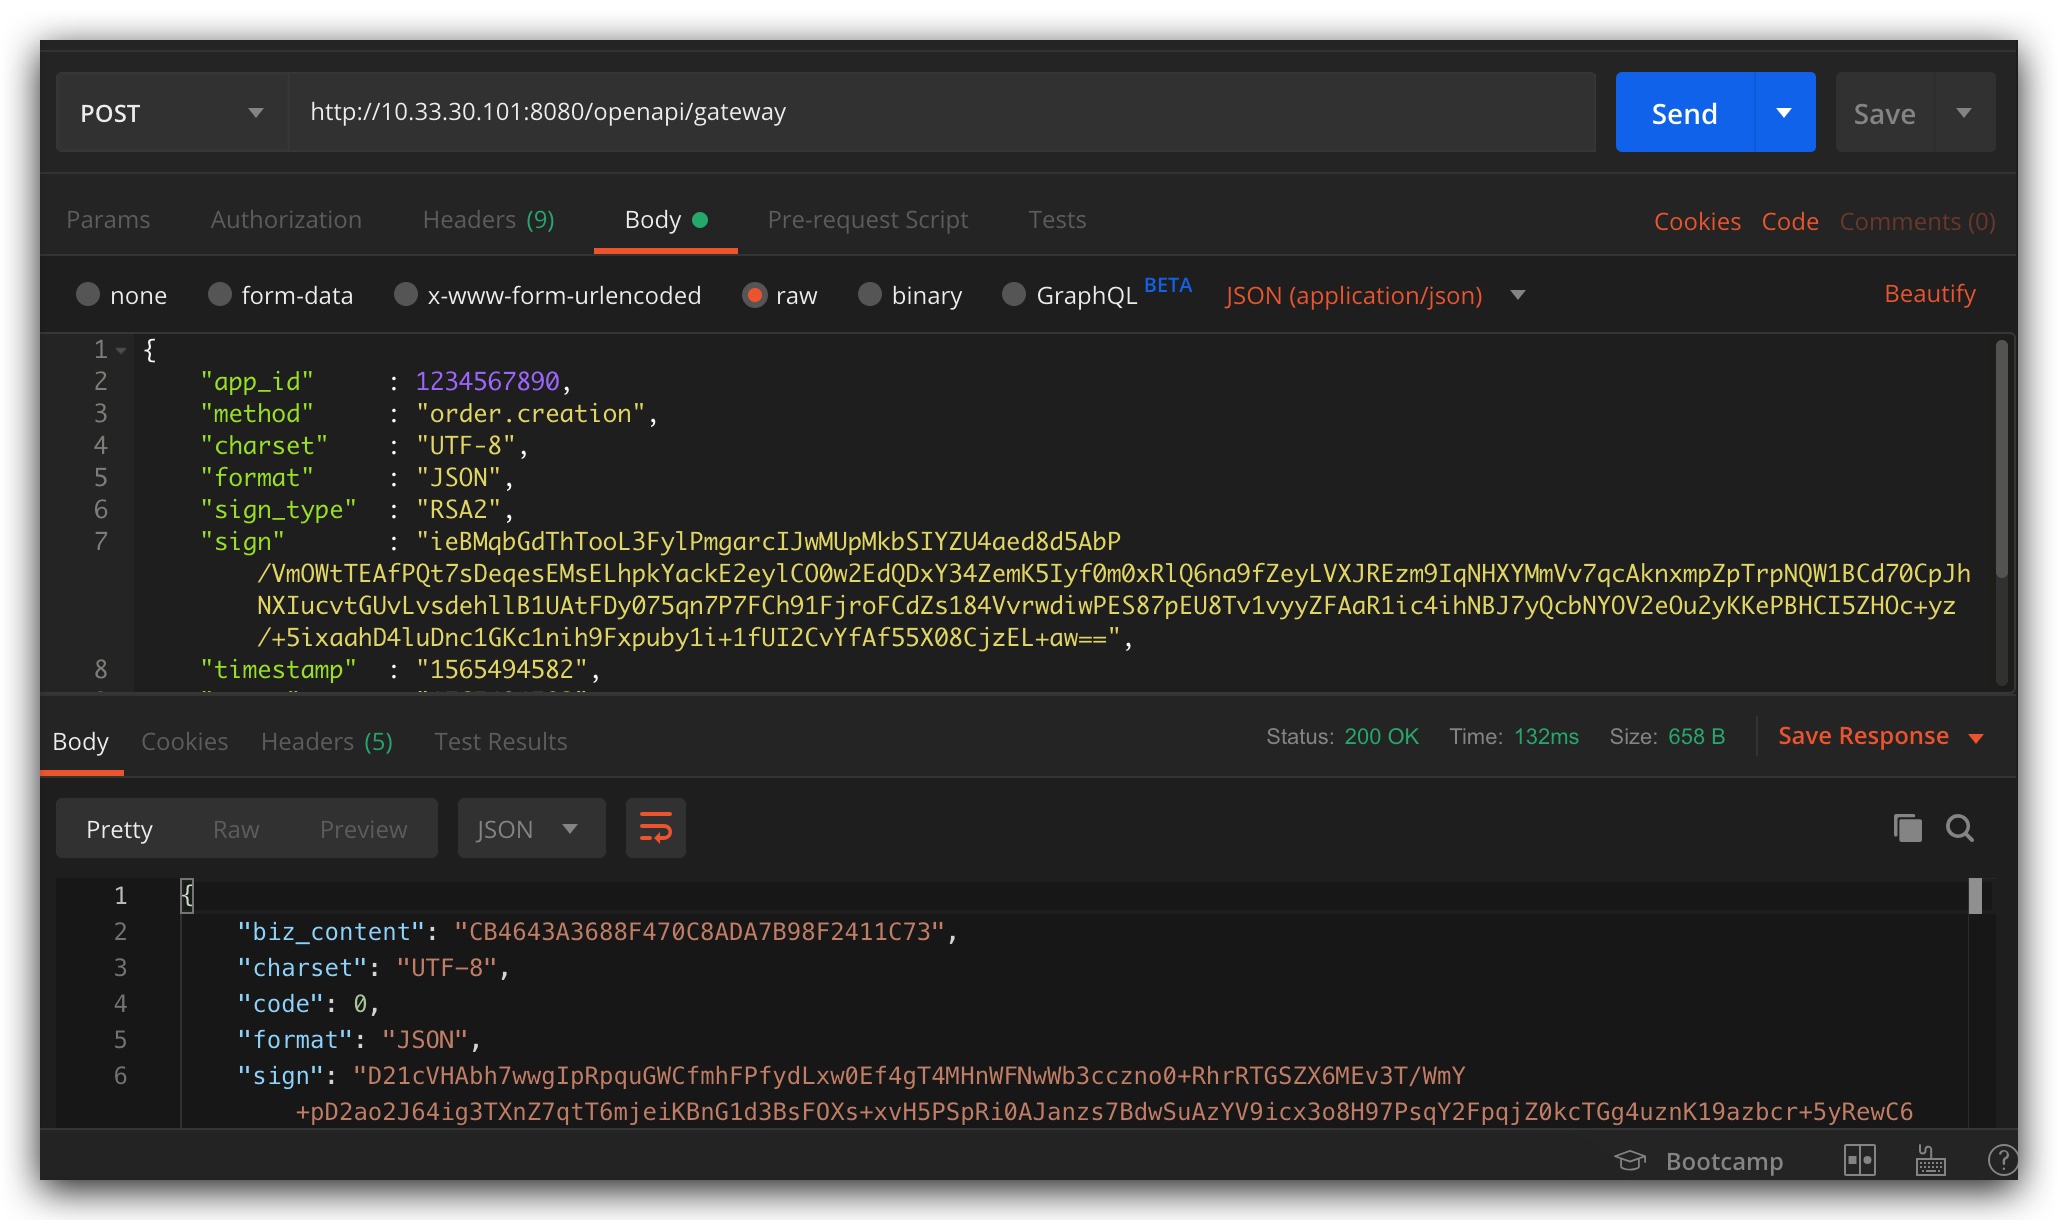 POST http://10.33.30.101:8080/openapi/gateway Send Save
Params Authorization Headers (9) Body Pre-request Script Tests Cookies Code Comments (0)
none form-data x-www-form-urlencoded raw binary GraphQL BETA JSON (application/json) Beautify
1 {
2 "app_id" : 1234567890,
3 "method" : "order.creation",
4 "charset" : "UTF-8",
5 "format" : "JSON",
6 "sign_type" : "RSA2",
7 "sign" : "ieBMqbGdThTooL3FylPmgarcIJwMUpMkbSIYZU4aed8d5AbP
/VmOWtTEAfPQt7sDeqesEMsELhpkYackE2eylCO0w2EdQDxY34ZemK5Iyf0m0xRlQ6na9fZeyLVXJREzm9IqNHXYMmVv7qcAknxmpZpTrpNQW1BCd70CpJh
NXIucvtGUvLvsdehllB1UAtFDy075qn7P7FCh91FjroFCdZs184VvrwdiwPES87pEU8Tv1vyyZFAaR1ic4ihNBJ7yQcbNYOV2eOu2yKKePBHCI5ZHOc+yz
/+5ixaahD4luDnc1GKc1nih9Fxpuby1i+1fUI2CvYfAf55X08CjzEL+aw==",
8 "timestamp" : "1565494582",
Body Cookies Headers (5) Test Results Status: 200 OK Time: 132ms Size: 658 B Save Response
Pretty Raw Preview JSON
1 {
2 "biz_content": "CB4643A3688F470C8ADA7B98F2411C73",
3 "charset": "UTF-8",
4 "code": 0,
5 "format": "JSON",
6 "sign": "D21cVHAbh7wwgIpRpquGWCfmhFPfydLxw0Ef4gT4MHnWFNwWb3cczno0+RhrRTGSZX6MEv3T/WmY
+pD2ao2J64ig3TXnZ7qtT6mjeiKBnG1d3BsFOXs+xvH5PSpRi0AJanzs7BdwSuAzYV9icx3o8H97PsqY2FpqjZ0kcTGg4uznK19azbcr+5yRewC6
Bootcamp